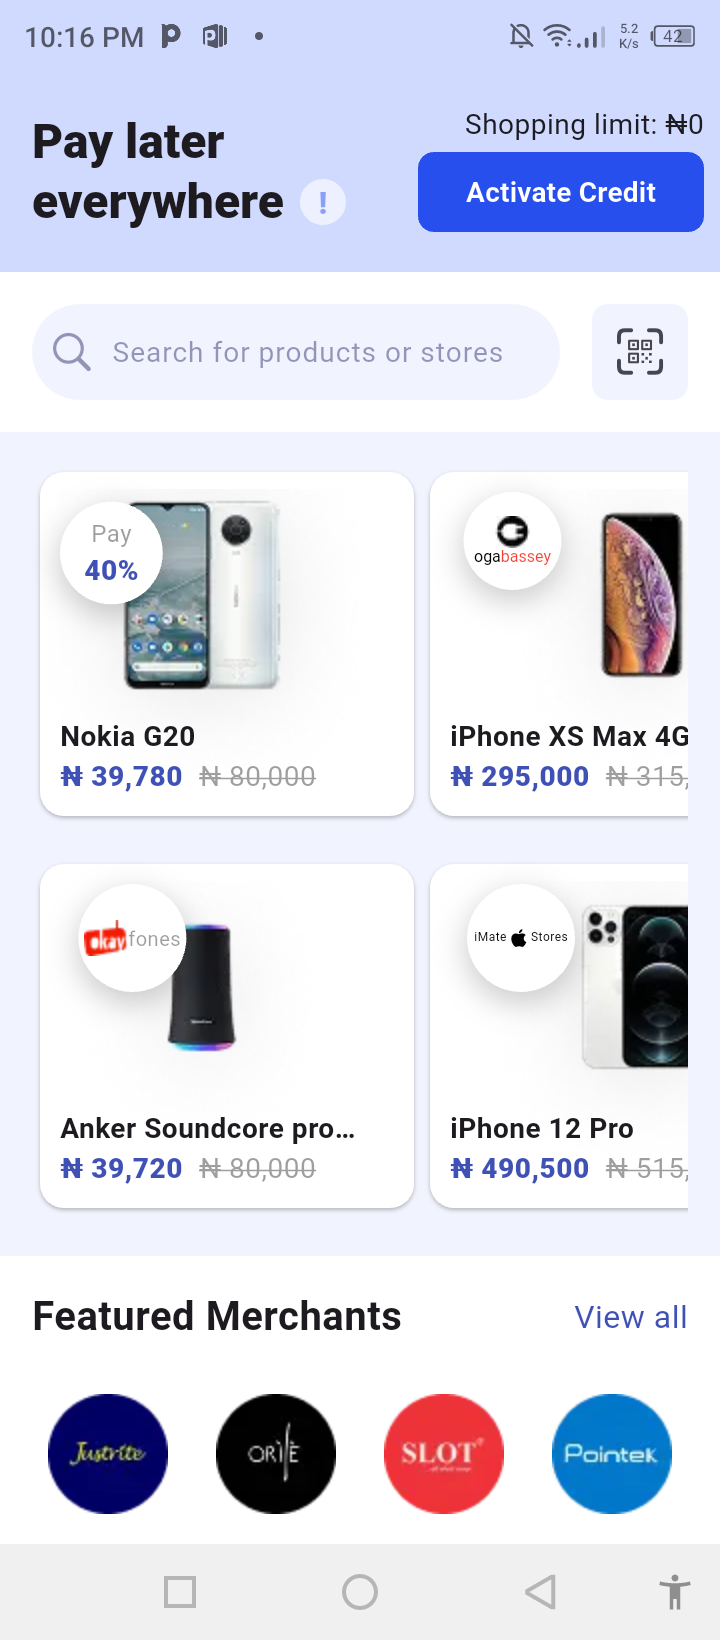 10:16 PM
5.2
K/s
42
Pay later
everywhere !
Shopping limit: ₦0
Activate Credit
Search for products or stores
Pay
40%
Nokia G20
₦ 39,780 ₦ 80,000
ogabassey
iPhone XS Max 4G
₦ 295,000 ₦ 315,
okay fones
Anker Soundcore pro...
₦ 39,720 ₦ 80,000
iMate Stores
iPhone 12 Pro
₦ 490,500 ₦ 515,
Featured Merchants
View all
Justrite
ORÍLÈ
SLOT
Pointek